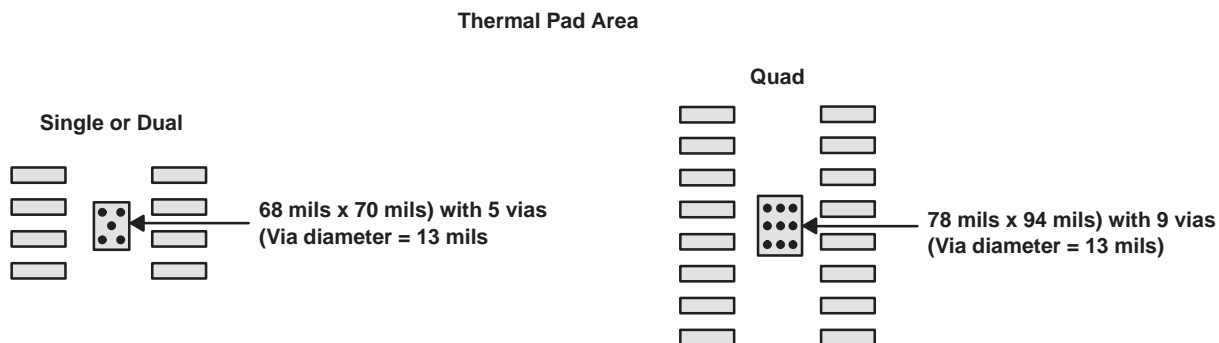 Thermal Pad Area
Single or Dual
68 mils x 70 mils) with 5 vias
(Via diameter = 13 mils
Quad
78 mils x 94 mils) with 9 vias
(Via diameter = 13 mils)